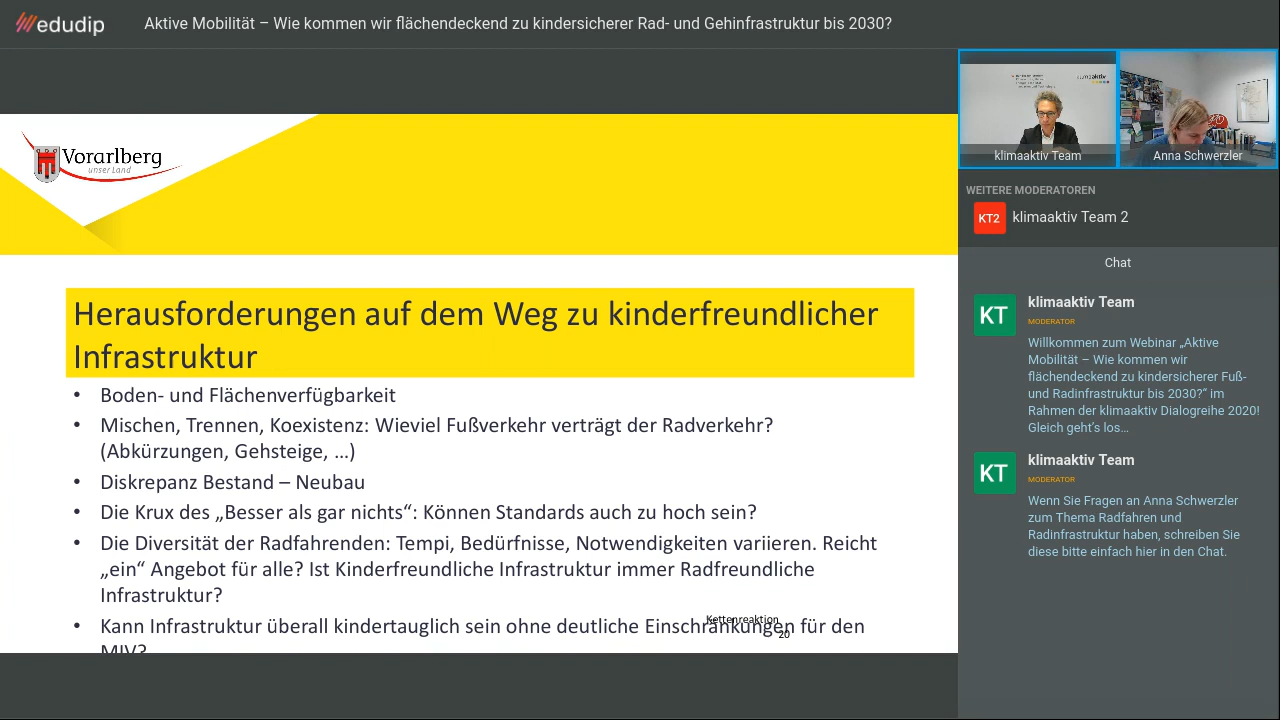 edudip
Aktive Mobilität – Wie kommen wir flächendeckend zu kindersicherer Rad- und Gehinfrastruktur bis 2030?
Vorarlberg
unser Land
Herausforderungen auf dem Weg zu kinderfreundlicher
Infrastruktur
• Boden- und Flächenverfügbarkeit
• Mischen, Trennen, Koexistenz: Wieviel Fußverkehr verträgt der Radverkehr?
(Abkürzungen, Gehsteige, …)
• Diskrepanz Bestand – Neubau
• Die Krux des „Besser als gar nichts“: Können Standards auch zu hoch sein?
• Die Diversität der Radfahrenden: Tempi, Bedürfnisse, Notwendigkeiten variieren. Reicht
„ein“ Angebot für alle? Ist Kinderfreundliche Infrastruktur immer Radfreundliche
Infrastruktur?
• Kann Infrastruktur überall kindertauglich sein ohne deutliche Einschränkungen für den
MIV?
Kettenreaktion
20
klimaaktiv Team
Anna Schwerzler
WEITERE MODERATOREN
KT2
klimaaktiv Team 2
Chat
KT
klimaaktiv Team
MODERATOR
Willkommen zum Webinar „Aktive
Mobilität – Wie kommen wir
flächendeckend zu kindersicherer Fuß-
und Radinfrastruktur bis 2030?“ im
Rahmen der klimaaktiv Dialogreihe 2020!
Gleich geht’s los…
KT
klimaaktiv Team
MODERATOR
Wenn Sie Fragen an Anna Schwerzler
zum Thema Radfahren und
Radinfrastruktur haben, schreiben Sie
diese bitte einfach hier in den Chat.